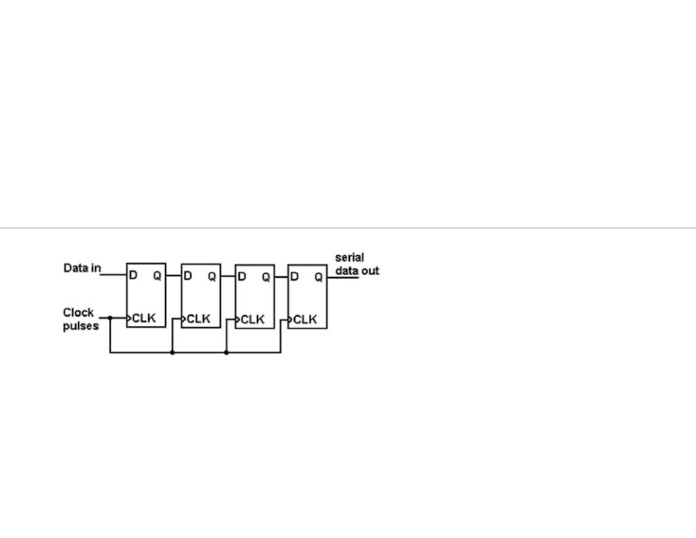 serial
Data in
data out
D Q D Q D Q D Q
Clock
pulses
CLK CLK CLK CLK